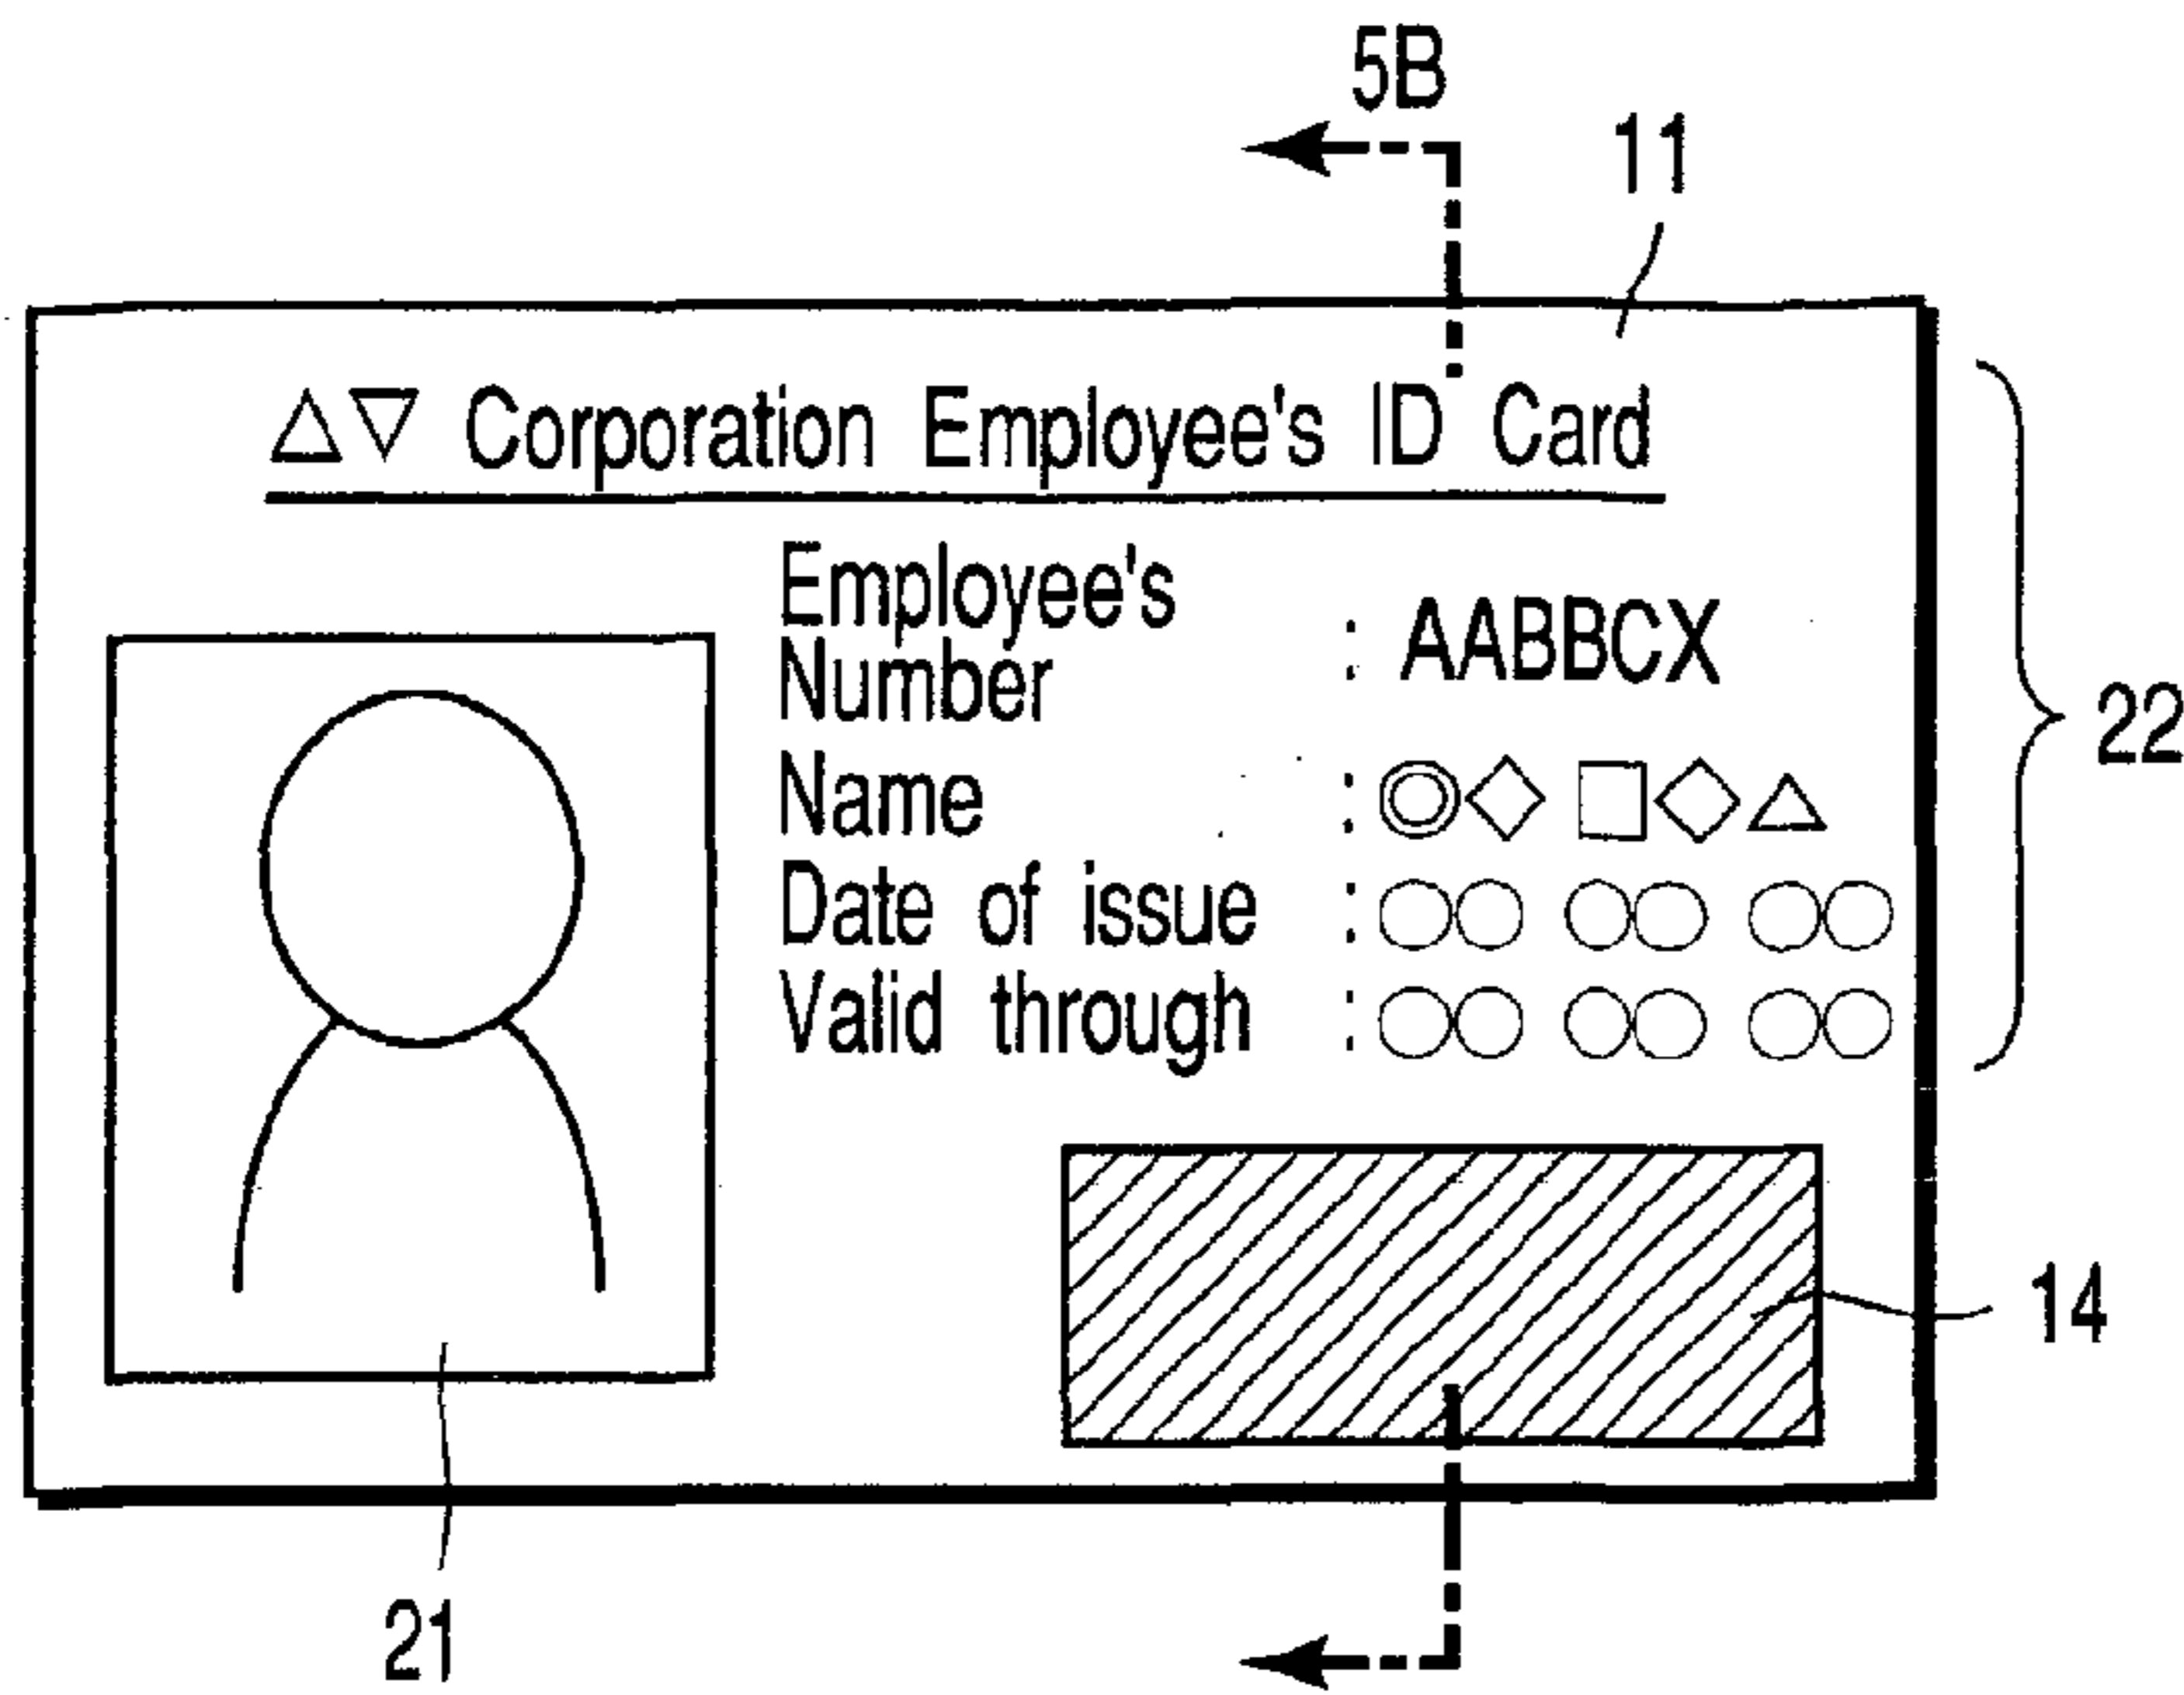 5B
11
△▽ Corporation Employee's ID Card
Employee's
Number : AABBCX
Name : ◎◇ □◇△
Date of issue : ○○ ○○ ○○
Valid through : ○○ ○○ ○○
22
14
21